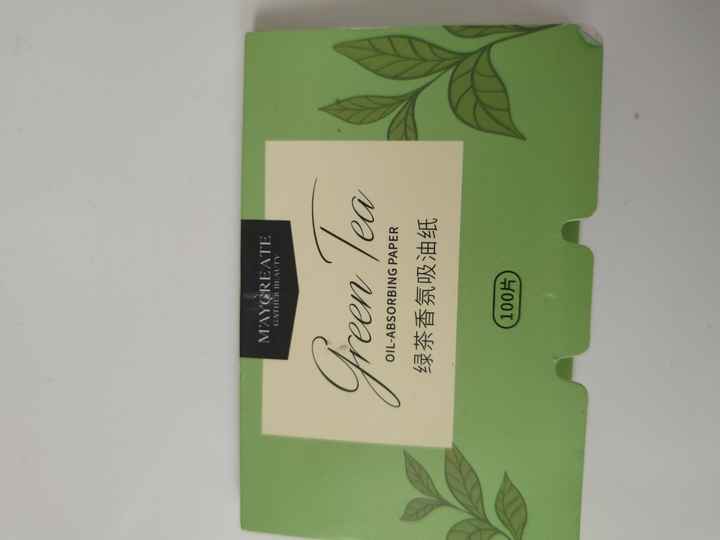 MAYCREATE
GATHER BEAUTY
Green Tea
OIL-ABSORBING PAPER
绿茶香氛吸油纸
100片